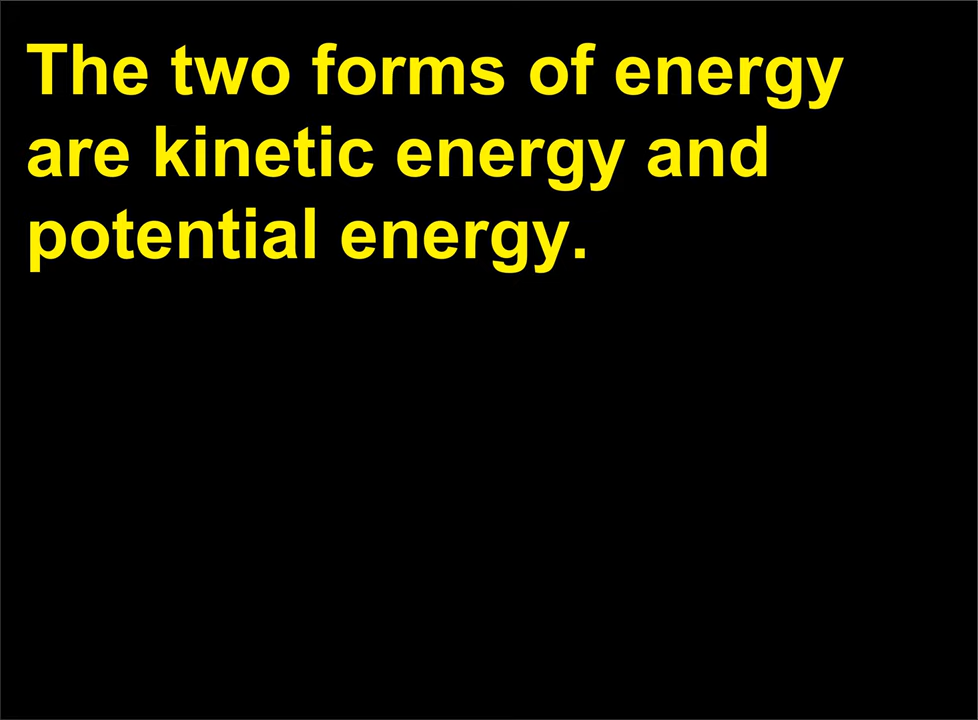 The two forms of energy
are kinetic energy and
potential energy.